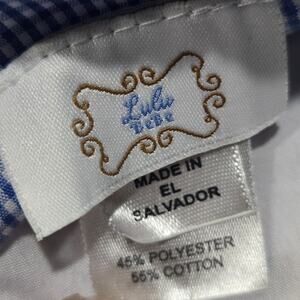 Lulu
BeBe
MADE IN
EL
SALVADOR
45% POLYESTER
55% COTTON